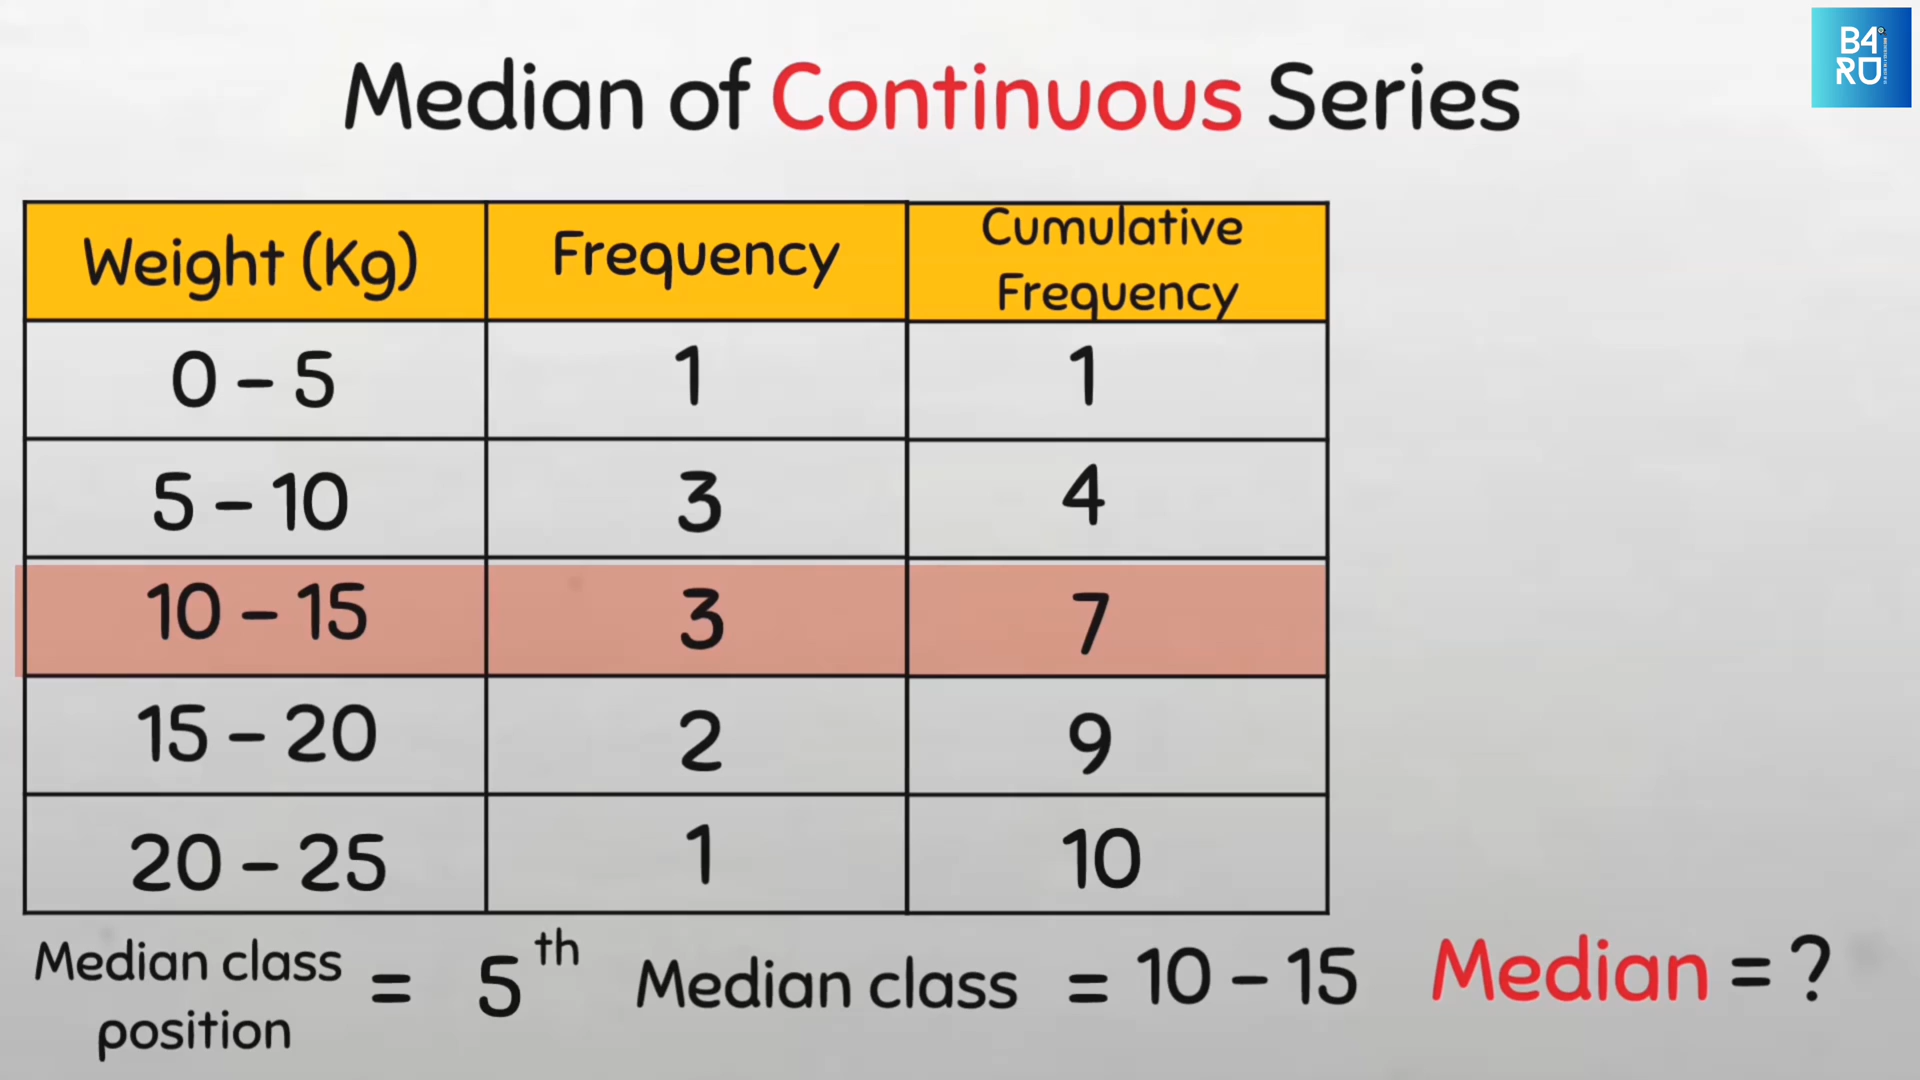 B4
RU
Median of Continuous Series
Weight (Kg) Frequency Cumulative Frequency
0 – 5 1 1
5 – 10 3 4
10 – 15 3 7
15 – 20 2 9
20 – 25 1 10
Median class position = 5th Median class = 10 – 15 Median = ?